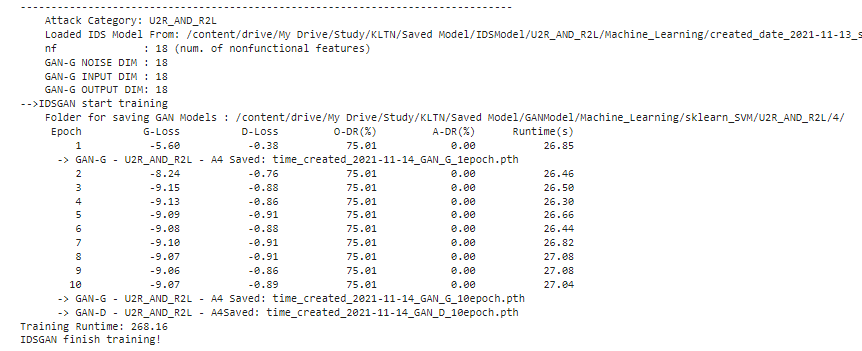 --------------------------------------------------------------------------
Attack Category: U2R_AND_R2L
Loaded IDS Model From: /content/drive/My Drive/Study/KLTN/Saved Model/IDSModel/U2R_AND_R2L/Machine_Learning/created_date_2021-11-13_s
nf : 18 (num. of nonfunctional features)
GAN-G NOISE DIM : 18
GAN-G INPUT DIM : 18
GAN-G OUTPUT DIM: 18
-->IDSGAN start training
Folder for saving GAN Models : /content/drive/My Drive/Study/KLTN/Saved Model/GANModel/Machine_Learning/sklearn_SVM/U2R_AND_R2L/4/
Epoch G-Loss D-Loss O-DR(%) A-DR(%) Runtime(s)
1 -5.60 -0.38 75.01 0.00 26.85
-> GAN-G - U2R_AND_R2L - A4 Saved: time_created_2021-11-14_GAN_G_1epoch.pth
2 -8.24 -0.76 75.01 0.00 26.46
3 -9.15 -0.88 75.01 0.00 26.50
4 -9.13 -0.86 75.01 0.00 26.30
5 -9.09 -0.91 75.01 0.00 26.66
6 -9.08 -0.88 75.01 0.00 26.44
7 -9.10 -0.91 75.01 0.00 26.82
8 -9.07 -0.91 75.01 0.00 27.08
9 -9.06 -0.86 75.01 0.00 27.08
10 -9.07 -0.89 75.01 0.00 27.04
-> GAN-G - U2R_AND_R2L - A4 Saved: time_created_2021-11-14_GAN_G_10epoch.pth
-> GAN-D - U2R_AND_R2L - A4Saved: time_created_2021-11-14_GAN_D_10epoch.pth
Training Runtime: 268.16
IDSGAN finish training!